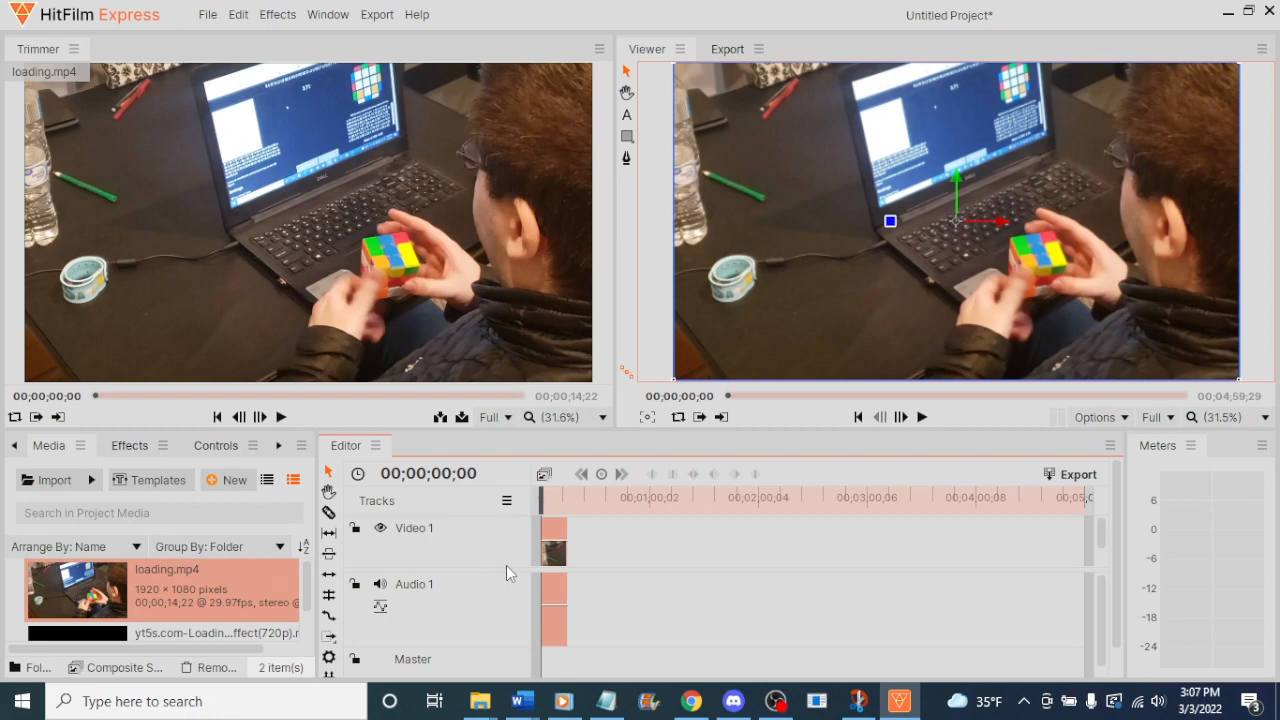 HitFilm Express File Edit Effects Window Export Help Untitled Project*
Trimmer Viewer Export
loading.mp4
DELL
00;00;00;00 00;00;14;22 00;00;00;00 00;04;59;29
Full (31.6%) Options Full (31.5%)
Media Effects Controls Editor Meters
Import Templates New 00;00;00;00 Export
Search in Project Media Tracks 00;01;00;02 00;02;00;04 00;03;00;06 00;04;00;08 00;05;0
Arrange By: Name Group By: Folder
loading.mp4
1920 × 1080 pixels
00;00;14;22 @ 29.97fps, stereo @
yt5s.com-Loadin...ffect(720p).r
Video 1
Audio 1
Master
6
0
-6
-12
-18
-24
Fol... Composite S... Remo... 2 item(s)
Type here to search
35°F
3:07 PM
3/3/2022
3